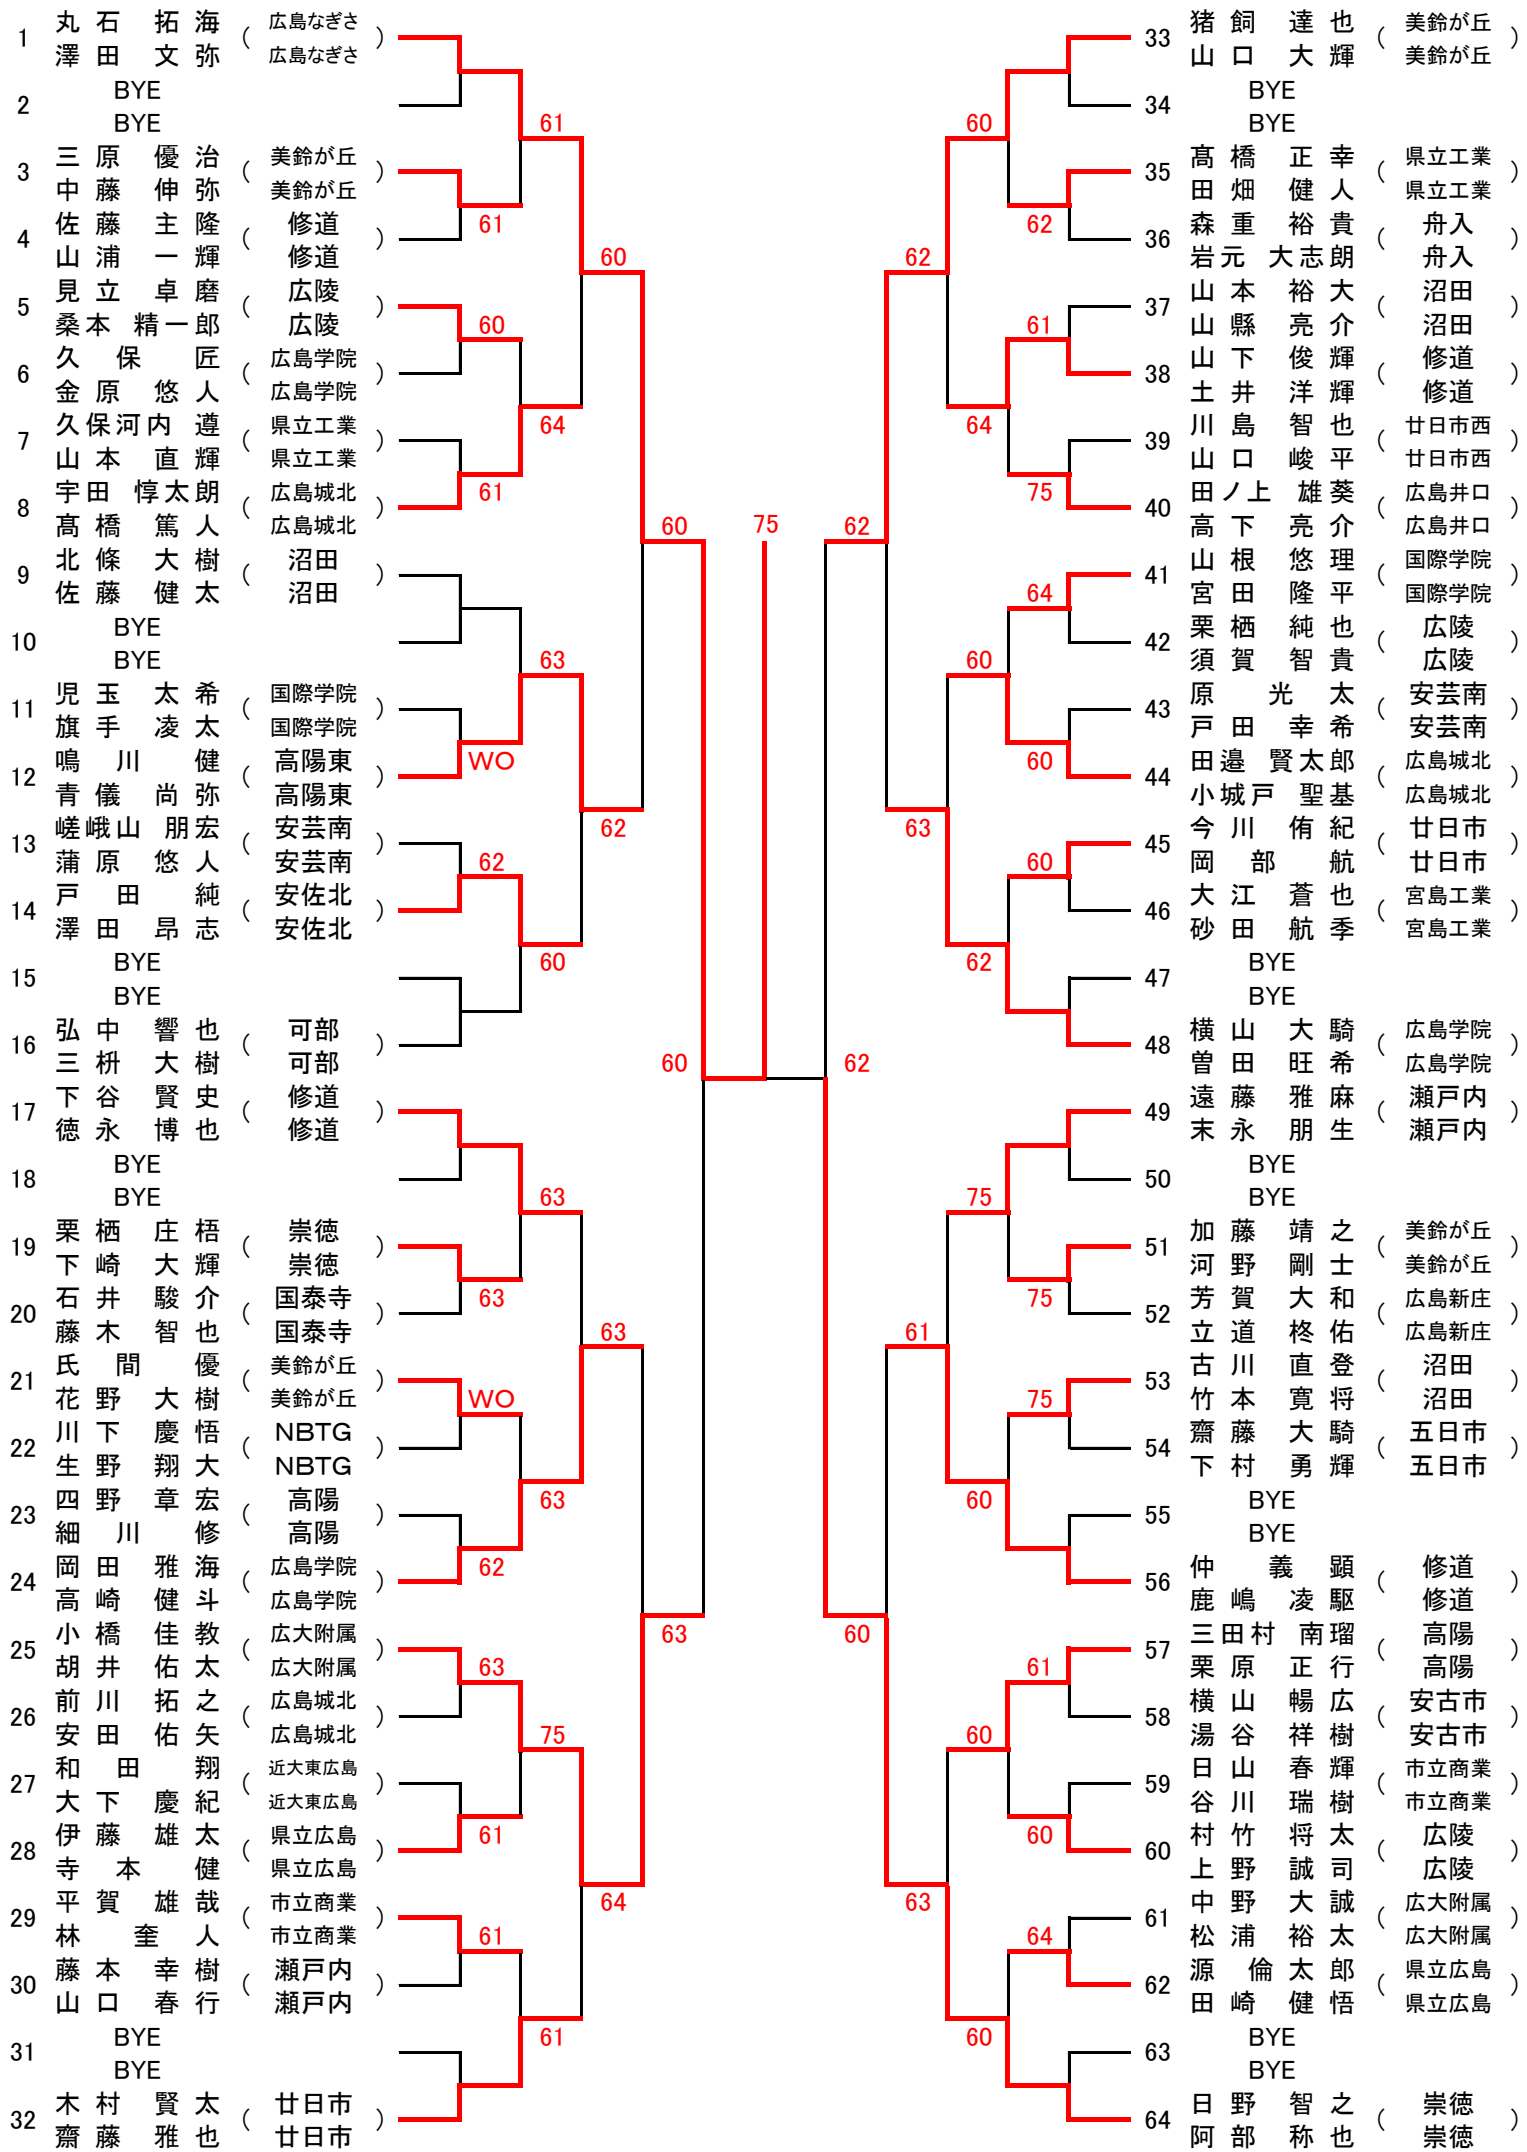 1 丸石 拓海 ( 広島なぎさ )
澤田 文弥 広島なぎさ
2 BYE
BYE
3 三原 優治 ( 美鈴が丘 )
中藤 伸弥 美鈴が丘
4 佐藤 主隆 ( 修道 )
山浦 一輝 修道
5 見立 卓磨 ( 広陵 )
桑本 精一郎 広陵
6 久保 匠 ( 広島学院 )
金原 悠人 広島学院
7 久保河内 遵 ( 県立工業 )
山本 直輝 県立工業
8 宇田 惇太朗 ( 広島城北 )
髙橋 篤人 広島城北
9 北條 大樹 ( 沼田 )
佐藤 健太 沼田
10 BYE
BYE
11 児玉 太希 ( 国際学院 )
旗手 凌太 国際学院
12 鳴川 健 ( 高陽東 )
青儀 尚弥 高陽東
13 嵯峨山 朋宏 ( 安芸南 )
蒲原 悠人 安芸南
14 戸田 純 ( 安佐北 )
澤田 昂志 安佐北
15 BYE
BYE
16 弘中 響也 ( 可部 )
三枡 大樹 可部
17 下谷 賢史 ( 修道 )
徳永 博也 修道
18 BYE
BYE
19 栗栖 庄梧 ( 崇徳 )
下崎 大輝 崇徳
20 石井 駿介 ( 国泰寺 )
藤木 智也 国泰寺
21 氏間 優 ( 美鈴が丘 )
花野 大樹 美鈴が丘
22 川下 慶悟 ( NBTG )
生野 翔大 NBTG
23 四野 章宏 ( 高陽 )
細川 修 高陽
24 岡田 雅海 ( 広島学院 )
高崎 健斗 広島学院
25 小橋 佳教 ( 広大附属 )
胡井 佑太 広大附属
26 前川 拓之 ( 広島城北 )
安田 佑矢 広島城北
27 和田 翔 ( 近大東広島 )
大下 慶紀 近大東広島
28 伊藤 雄太 ( 県立広島 )
寺本 健 県立広島
29 平賀 雄哉 ( 市立商業 )
林 奎人 市立商業
30 藤本 幸樹 ( 瀬戸内 )
山口 春行 瀬戸内
31 BYE
BYE
32 木村 賢太 ( 廿日市 )
齋藤 雅也 廿日市
61
61
60
60
64
61
60
63
WO
62
62
60
60
63
63
63
WO
63
62
63
63
75
61
64
61
61
75
60
62
62
61
64
75
62
64
60
60
63
60
62
62
75
75
61
75
60
60
61
60
60
63
64
60
33 猪飼 達也 ( 美鈴が丘 )
山口 大輝 美鈴が丘
34 BYE
BYE
35 髙橋 正幸 ( 県立工業 )
田畑 健人 県立工業
36 森重 裕貴 ( 舟入 )
岩元 大志朗 舟入
37 山本 裕大 ( 沼田 )
山縣 亮介 沼田
38 山下 俊輝 ( 修道 )
土井 洋輝 修道
39 川島 智也 ( 廿日市西 )
山口 峻平 廿日市西
40 田ノ上 雄葵 ( 広島井口 )
高下 亮介 広島井口
41 山根 悠理 ( 国際学院 )
宮田 隆平 国際学院
42 栗栖 純也 ( 広陵 )
須賀 智貴 広陵
43 原 光太 ( 安芸南 )
戸田 幸希 安芸南
44 田邉 賢太郎 ( 広島城北 )
小城戸 聖基 広島城北
45 今川 侑紀 ( 廿日市 )
岡部 航 廿日市
46 大江 蒼也 ( 宮島工業 )
砂田 航季 宮島工業
47 BYE
BYE
48 横山 大騎 ( 広島学院 )
曽田 旺希 広島学院
49 遠藤 雅麻 ( 瀬戸内 )
末永 朋生 瀬戸内
50 BYE
BYE
51 加藤 靖之 ( 美鈴が丘 )
河野 剛士 美鈴が丘
52 芳賀 大和 ( 広島新庄 )
立道 柊佑 広島新庄
53 古川 直登 ( 沼田 )
竹本 寛将 沼田
54 齋藤 大騎 ( 五日市 )
下村 勇輝 五日市
55 BYE
BYE
56 仲 義顕 ( 修道 )
鹿嶋 凌駆 修道
57 三田村 南瑠 ( 高陽 )
栗原 正行 高陽
58 横山 暢広 ( 安古市 )
湯谷 祥樹 安古市
59 日山 春輝 ( 市立商業 )
谷川 瑞樹 市立商業
60 村竹 将太 ( 広陵 )
上野 誠司 広陵
61 中野 大誠 ( 広大附属 )
松浦 裕太 広大附属
62 源 倫太郎 ( 県立広島 )
田崎 健悟 県立広島
63 BYE
BYE
64 日野 智之 ( 崇徳 )
阿部 称也 崇徳